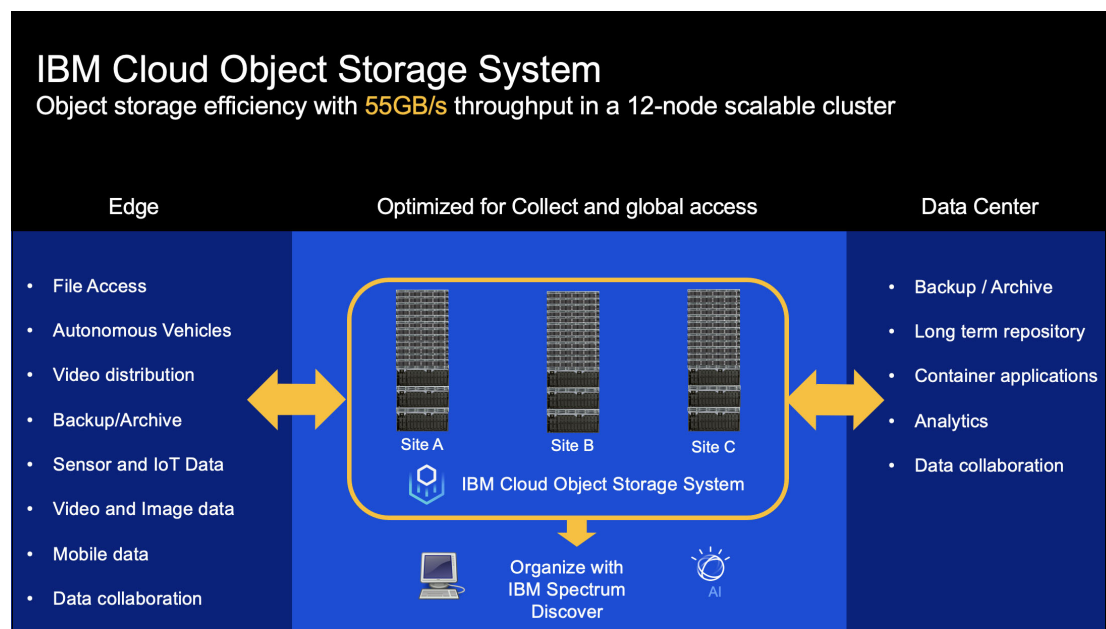 IBM Cloud Object Storage System
Object storage efficiency with 55GB/s throughput in a 12-node scalable cluster
Edge
Optimized for Collect and global access
Data Center
• File Access
• Autonomous Vehicles
• Video distribution
• Backup/Archive
• Sensor and IoT Data
• Video and Image data
• Mobile data
• Data collaboration
Site A
Site B
Site C
IBM Cloud Object Storage System
Organize with
IBM Spectrum
Discover
AI
• Backup / Archive
• Long term repository
• Container applications
• Analytics
• Data collaboration